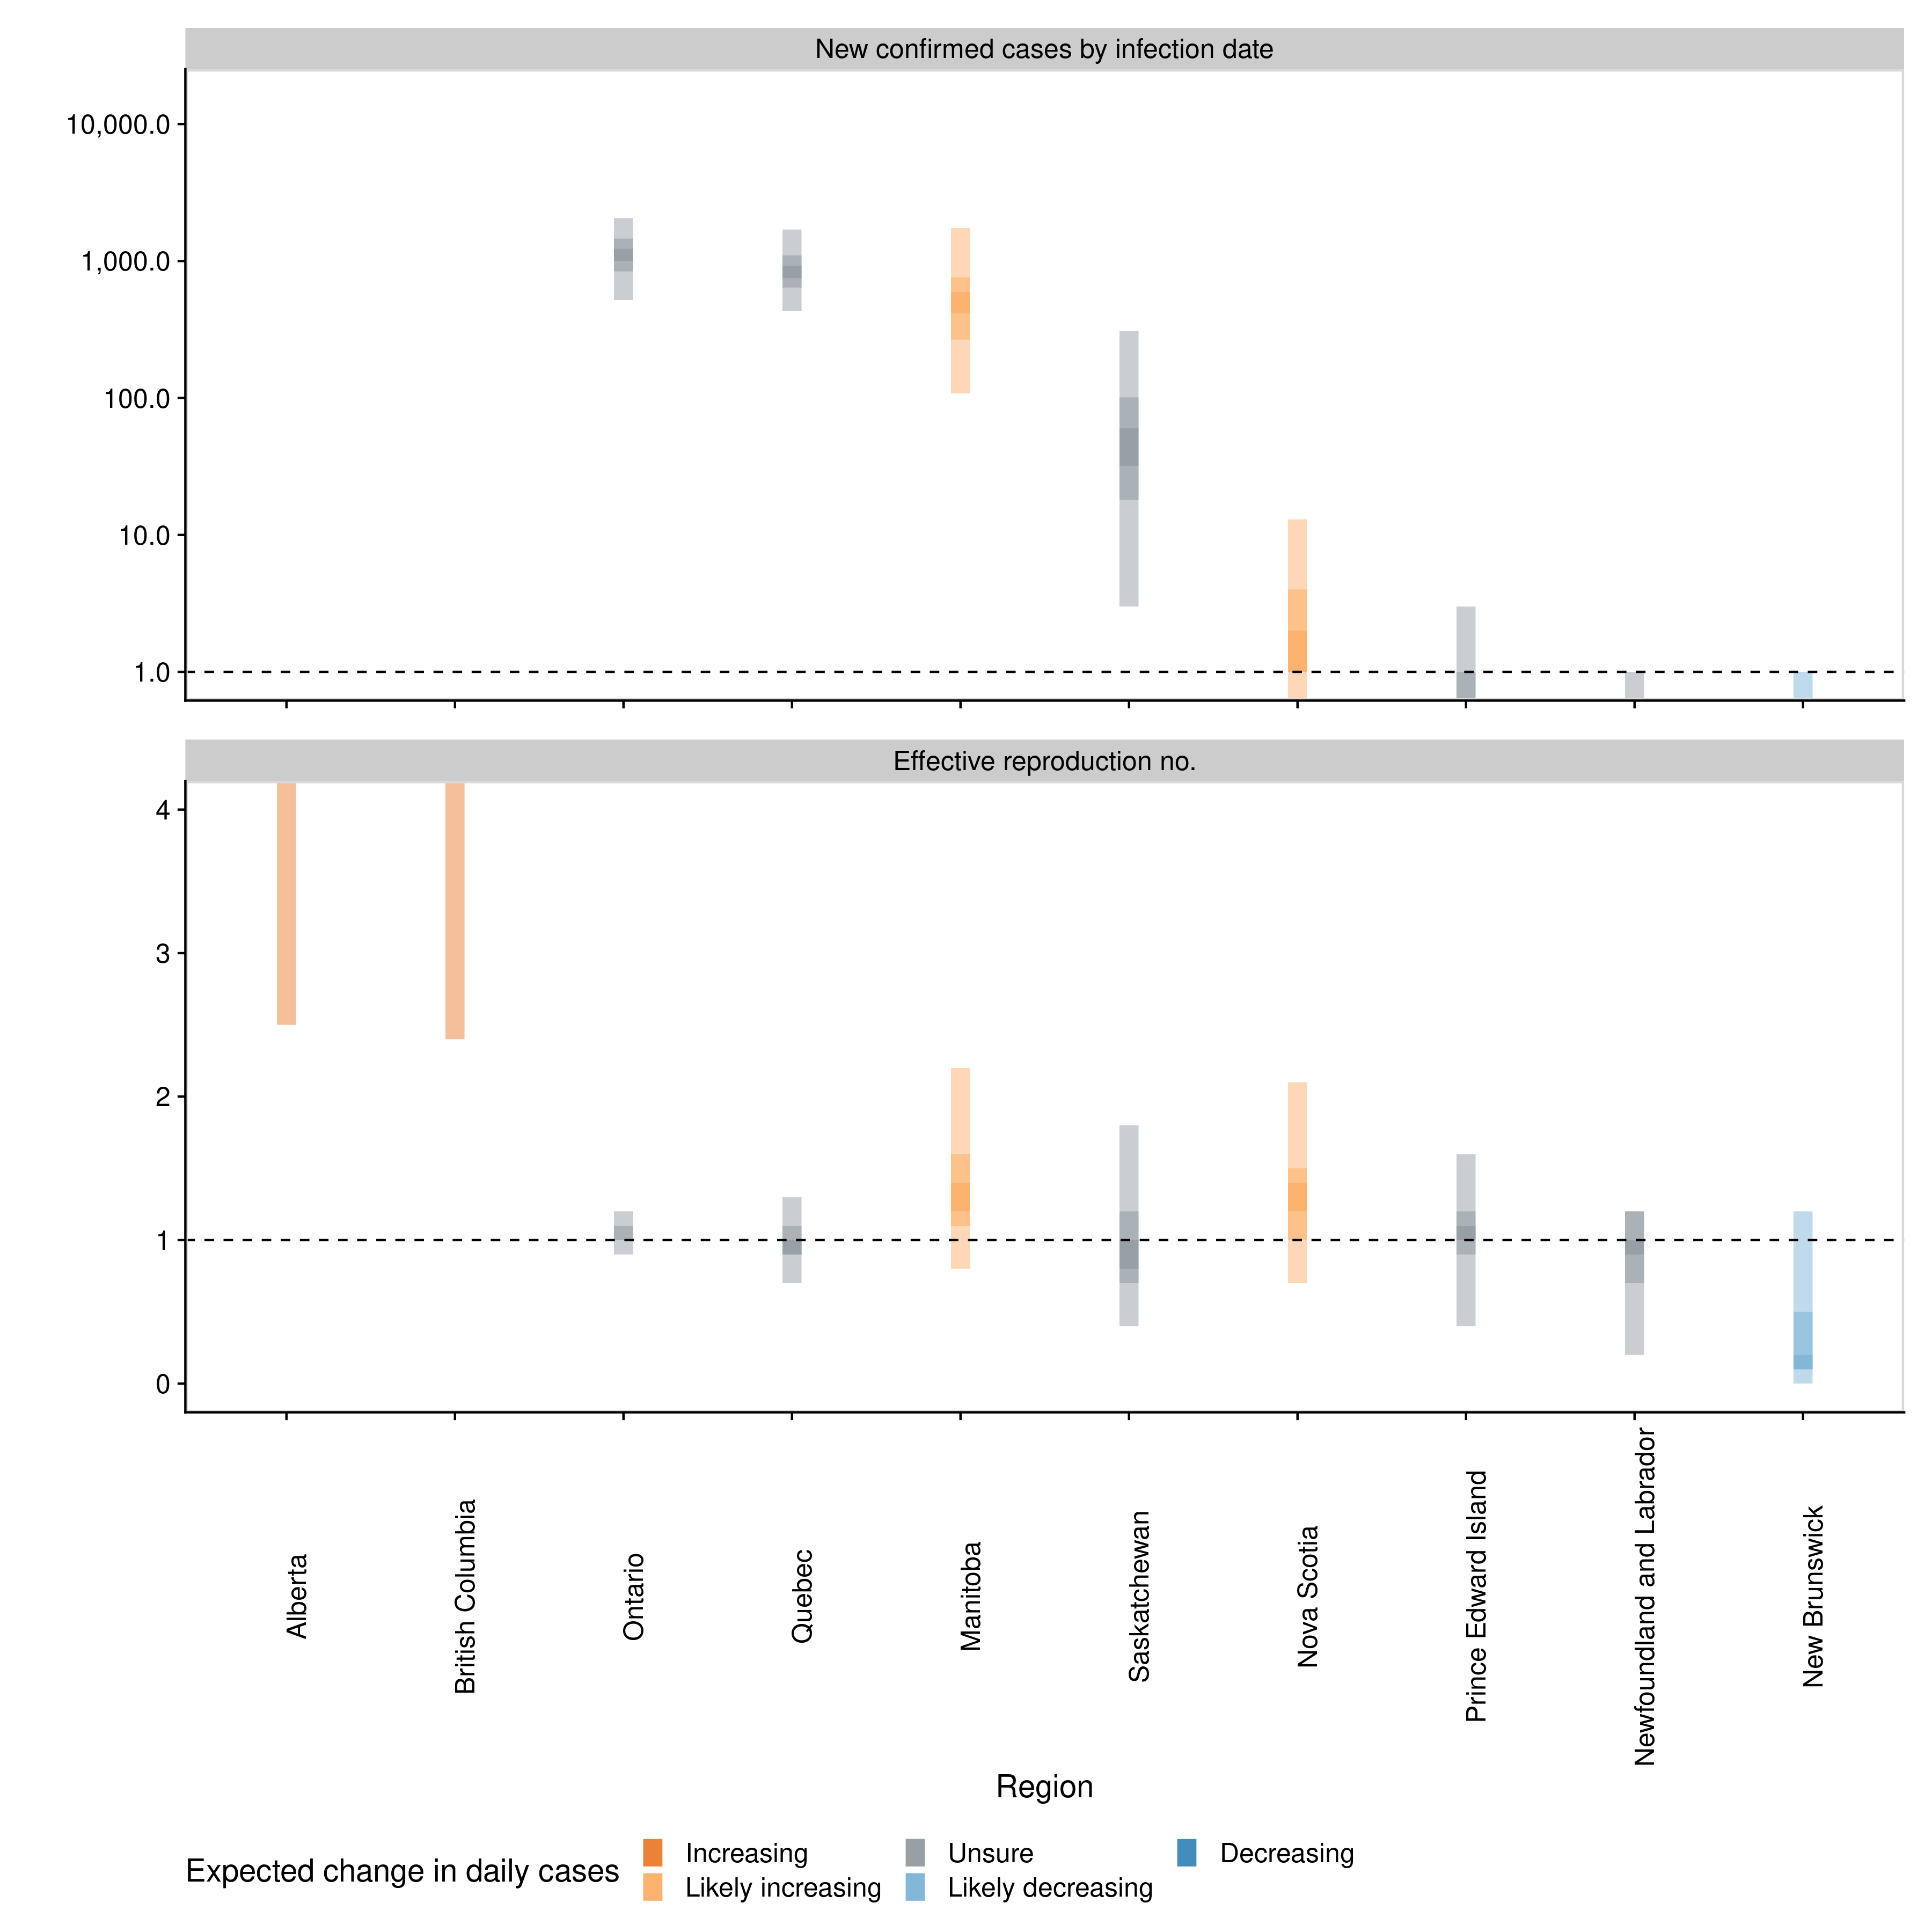 New confirmed cases by infection date
10,000.0
1,000.0
100.0
10.0
1.0
Effective reproduction no.
4
3
2
1
0
Alberta
British Columbia
Ontario
Quebec
Manitoba
Saskatchewan
Nova Scotia
Prince Edward Island
Newfoundland and Labrador
New Brunswick
Region
Expected change in daily cases
Increasing
Unsure
Decreasing
Likely increasing
Likely decreasing